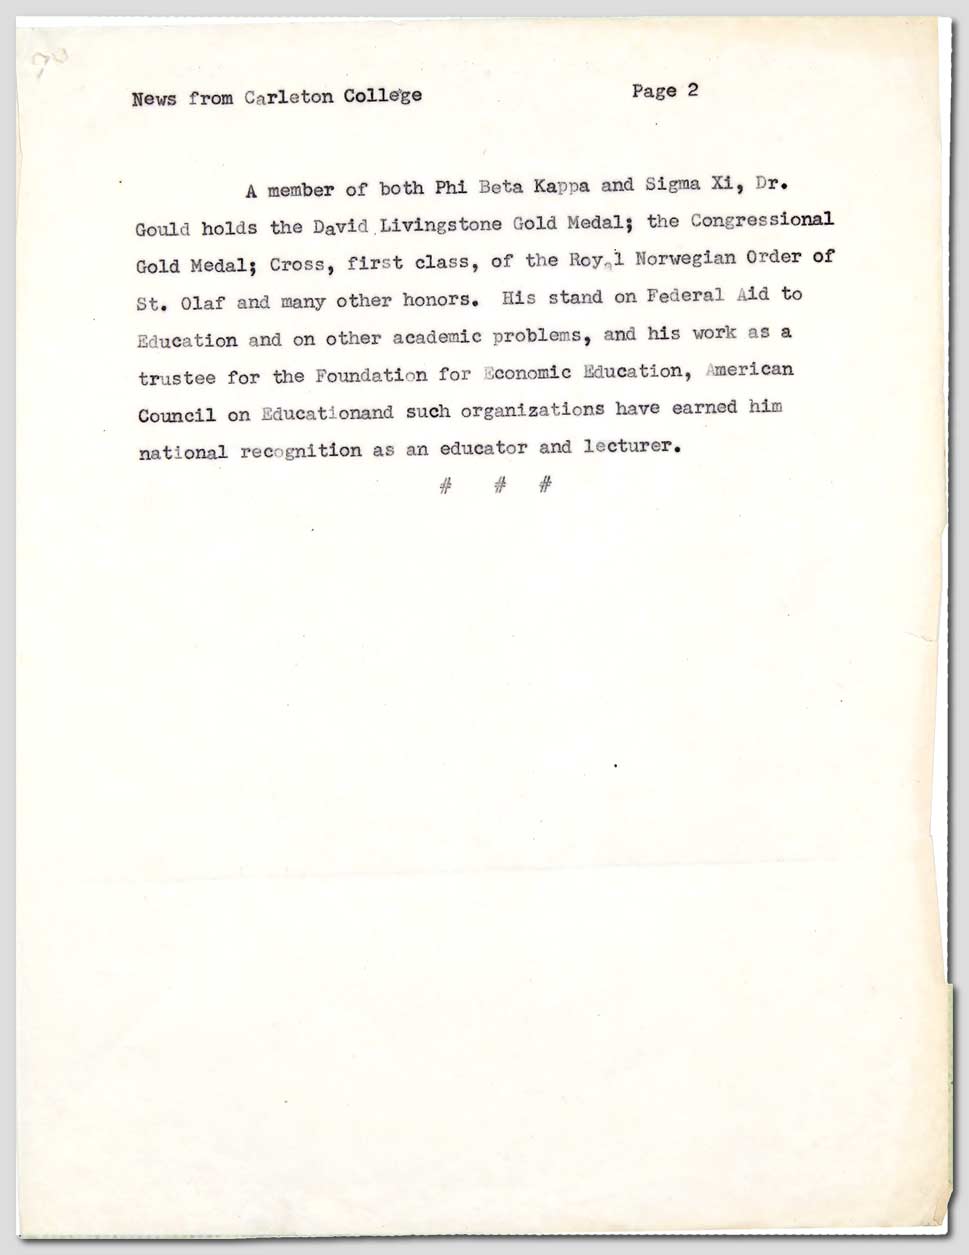 News from Carleton College Page 2
A member of both Phi Beta Kappa and Sigma Xi, Dr.
Gould holds the David Livingstone Gold Medal; the Congressional
Gold Medal; Cross, first class, of the Royal Norwegian Order of
St. Olaf and many other honors. His stand on Federal Aid to
Education and on other academic problems, and his work as a
trustee for the Foundation for Economic Education, American
Council on Educationand such organizations have earned him
national recognition as an educator and lecturer.
# # #